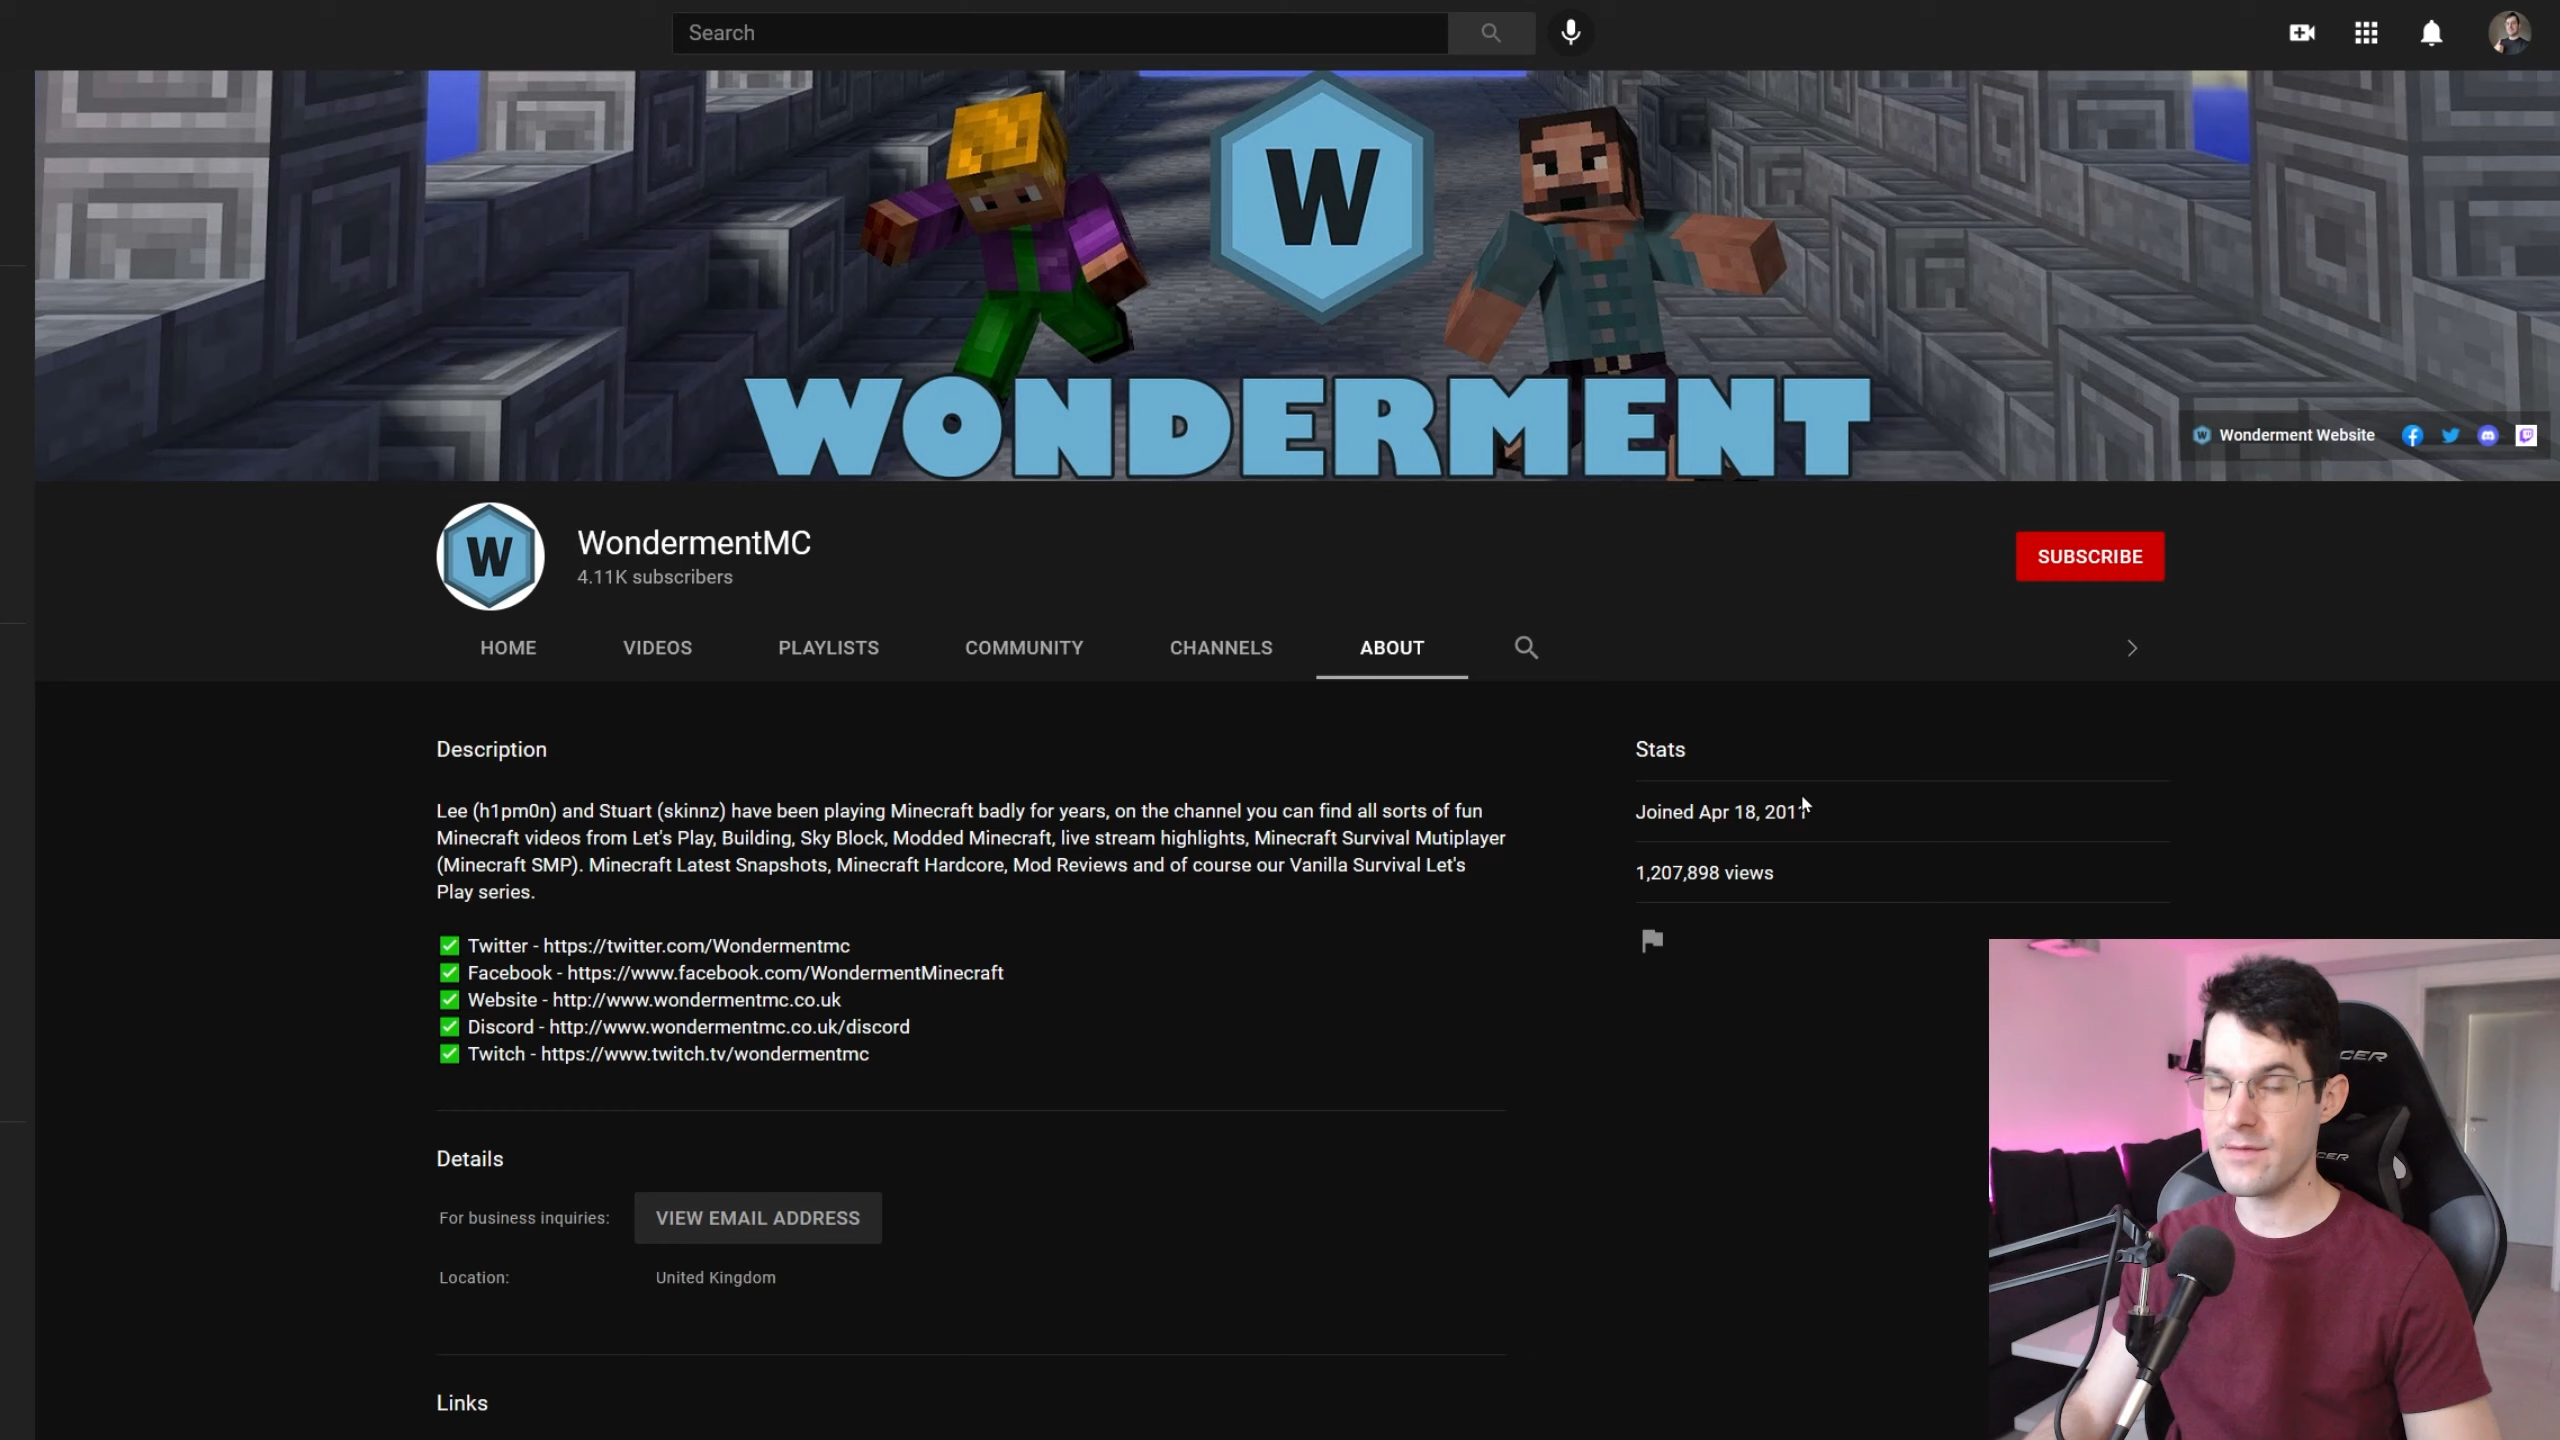 Search
W
WONDERMENT
Wonderment Website
W
WondermentMC
4.11K subscribers
SUBSCRIBE
HOME VIDEOS PLAYLISTS COMMUNITY CHANNELS ABOUT
Description
Lee (h1pm0n) and Stuart (skinnz) have been playing Minecraft badly for years, on the channel you can find all sorts of fun
Minecraft videos from Let's Play, Building, Sky Block, Modded Minecraft, live stream highlights, Minecraft Survival Mutiplayer
(Minecraft SMP). Minecraft Latest Snapshots, Minecraft Hardcore, Mod Reviews and of course our Vanilla Survival Let's
Play series.
✅ Twitter - https://twitter.com/Wondermentmc
✅ Facebook - https://www.facebook.com/WondermentMinecraft
✅ Website - http://www.wondermentmc.co.uk
✅ Discord - http://www.wondermentmc.co.uk/discord
✅ Twitch - https://www.twitch.tv/wondermentmc
Details
For business inquiries: VIEW EMAIL ADDRESS
Location: United Kingdom
Links
Stats
Joined Apr 18,
1,207,898 views